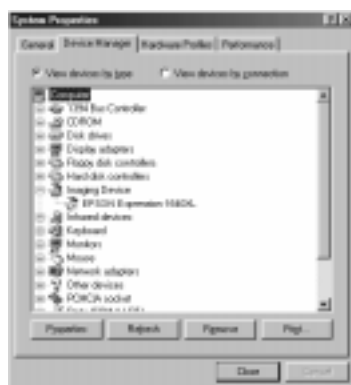 System Properties
General Device Manager Hardware Profiles Performance
View devices by type View devices by connection
Computer
1394 Bus Controller
CDROM
Disk drives
Display adapters
Floppy disk controllers
Hard disk controllers
Imaging Device
EPSON Expression
Infrared devices
Keyboard
Monitors
Mouse
Network adapters
Other devices
PCMCIA socket
Properties Refresh Remove Print...
Close Cancel